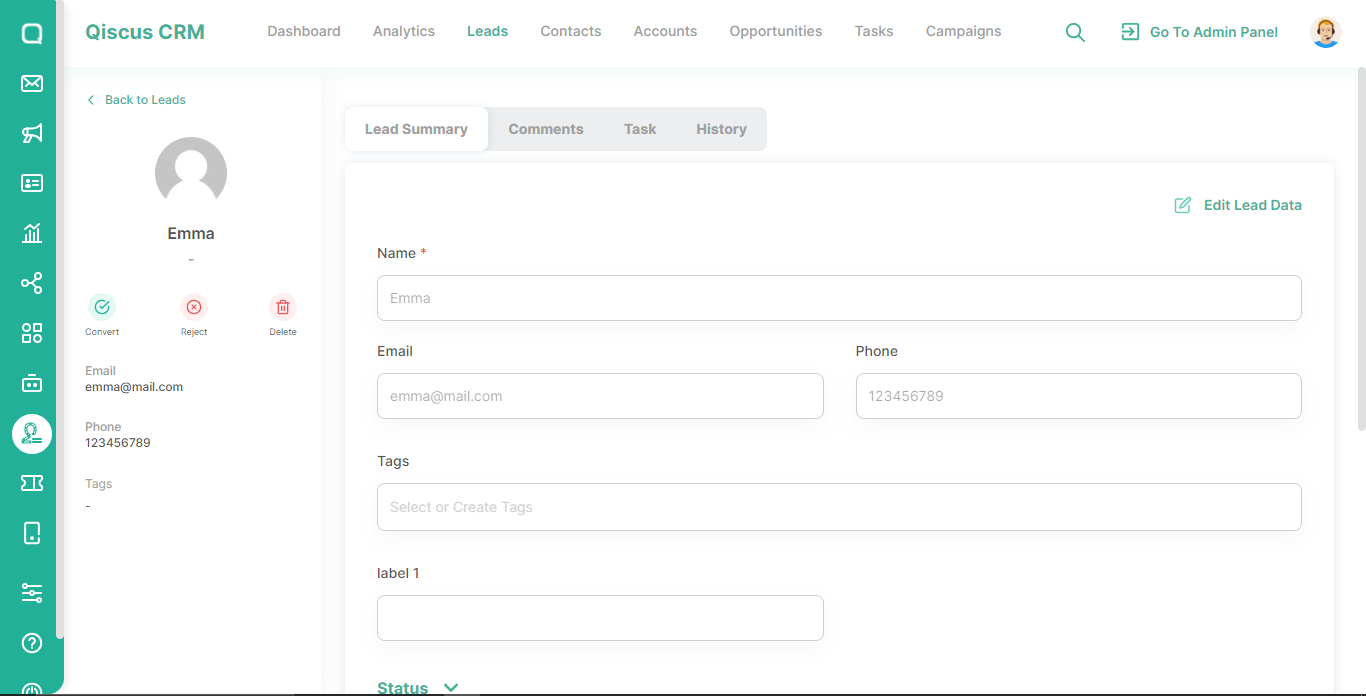 Qiscus CRM
Dashboard Analytics Leads Contacts Accounts Opportunities Tasks Campaigns
Go To Admin Panel
Back to Leads
Emma
-
Convert Reject Delete
Email
emma@mail.com
Phone
123456789
Tags
-
Lead Summary Comments Task History
Edit Lead Data
Name *
Emma
Email Phone
emma@mail.com 123456789
Tags
Select or Create Tags
label 1
Status